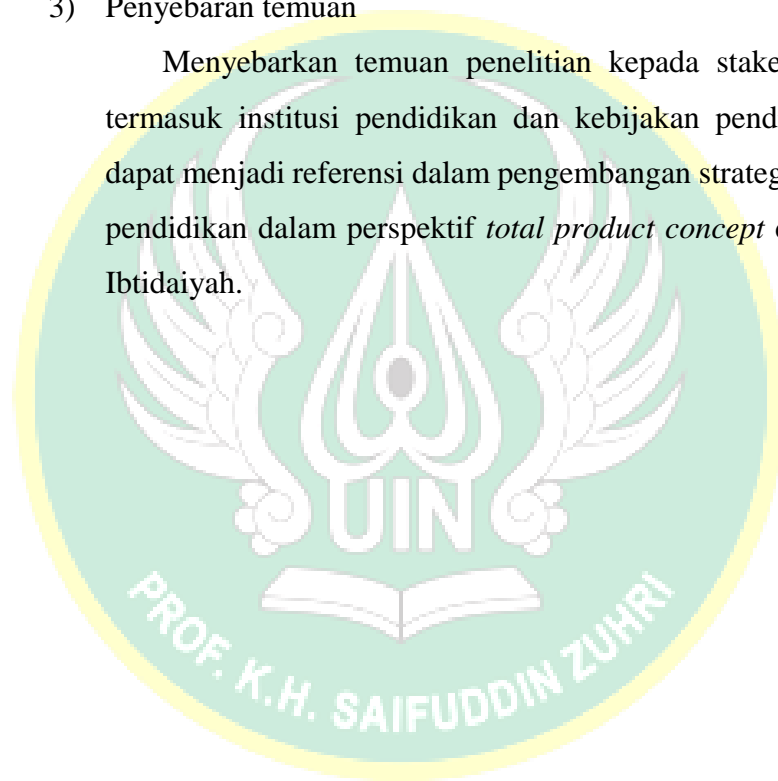 3) Penyebaran temuan
Menyebarkan temuan penelitian kepada stake
termasuk institusi pendidikan dan kebijakan pend
dapat menjadi referensi dalam pengembangan strateg
pendidikan dalam perspektif total product concept
Ibtidaiyah.
UIN
PROF. K.H. SAIFUDDIN ZUHRI